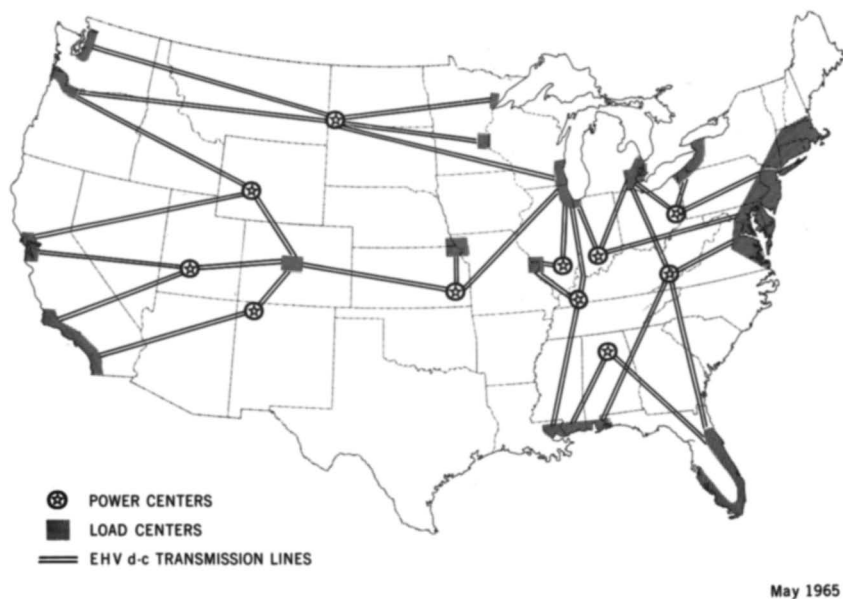 POWER CENTERS
LOAD CENTERS
EHV d-c TRANSMISSION LINES
May 1965